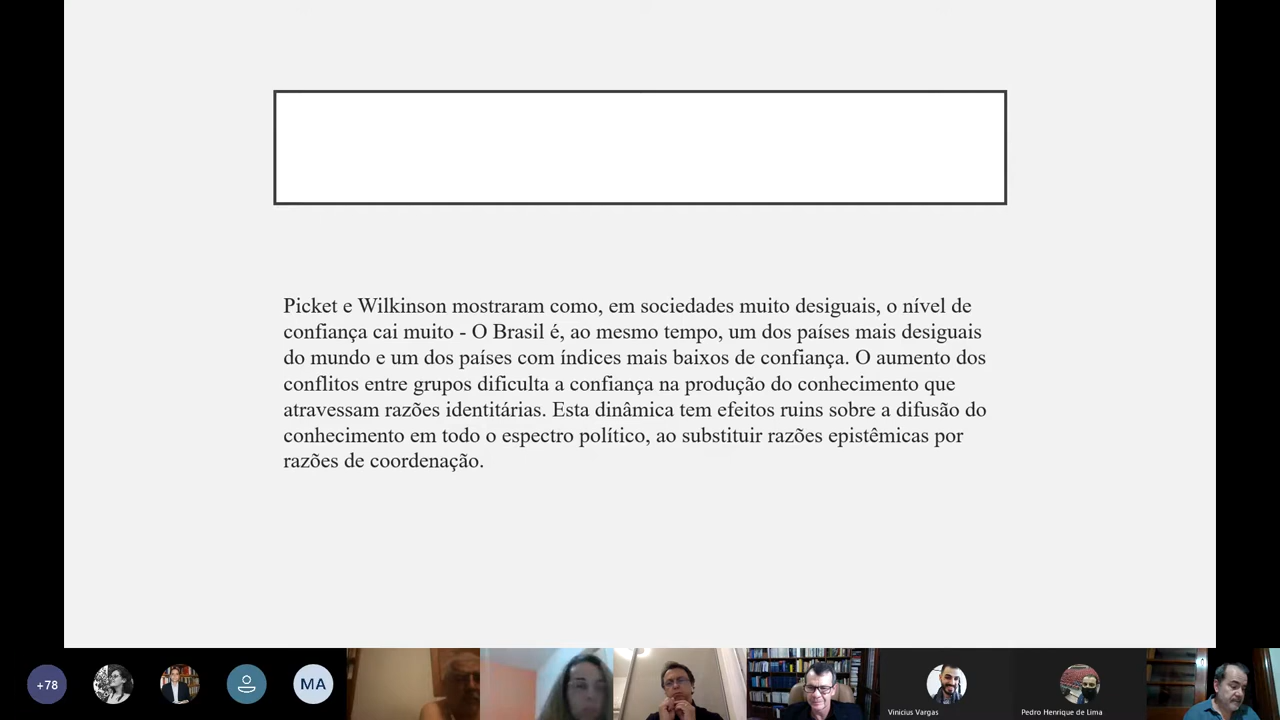 Picket e Wilkinson mostraram como, em sociedades muito desiguais, o nível de
confiança cai muito - O Brasil é, ao mesmo tempo, um dos países mais desiguais
do mundo e um dos países com índices mais baixos de confiança. O aumento dos
conflitos entre grupos dificulta a confiança na produção do conhecimento que
atravessam razões identitárias. Esta dinâmica tem efeitos ruins sobre a difusão do
conhecimento em todo o espectro político, ao substituir razões epistêmicas por
razões de coordenação.
+78
MA
Vinicius Vargas
Pedro Henrique de Lima